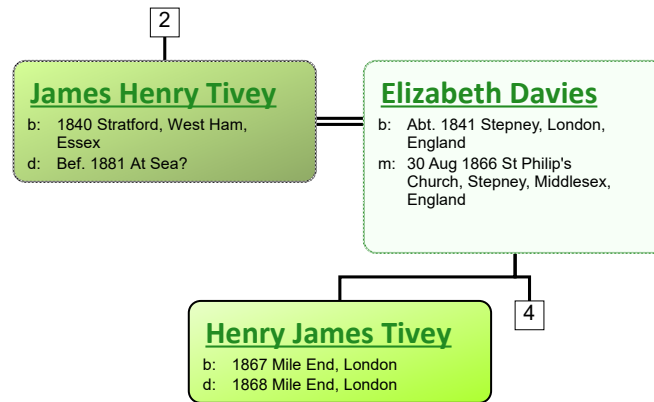 2
James Henry Tivey
b: 1840 Stratford, West Ham,
Essex
d: Bef. 1881 At Sea?
Elizabeth Davies
b: Abt. 1841 Stepney, London,
England
m: 30 Aug 1866 St Philip's
Church, Stepney, Middlesex,
England
Henry James Tivey
b: 1867 Mile End, London
d: 1868 Mile End, London
4